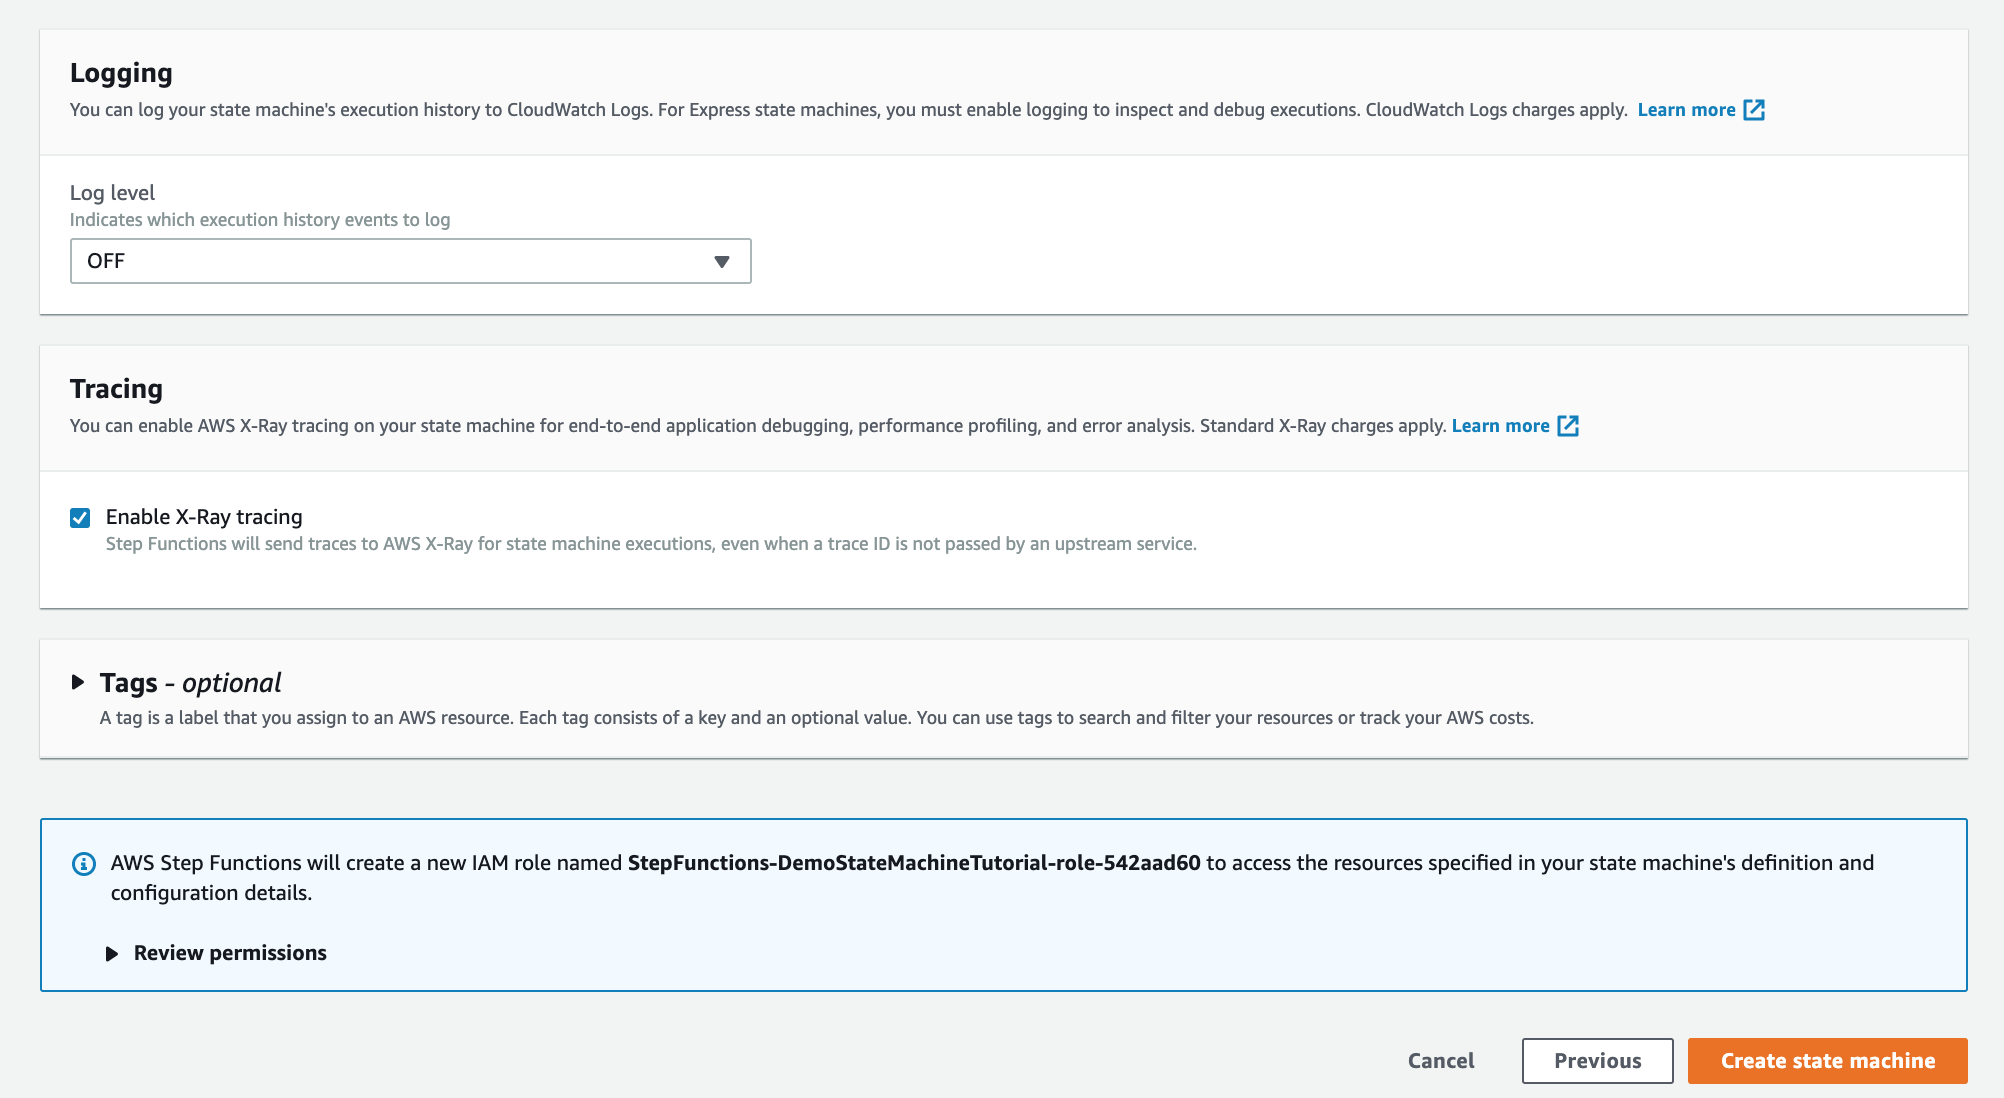 Logging
You can log your state machine's execution history to CloudWatch Logs. For Express state machines, you must enable logging to inspect and debug executions. CloudWatch Logs charges apply. Learn more
Log level
Indicates which execution history events to log
OFF
Tracing
You can enable AWS X-Ray tracing on your state machine for end-to-end application debugging, performance profiling, and error analysis. Standard X-Ray charges apply. Learn more
Enable X-Ray tracing
Step Functions will send traces to AWS X-Ray for state machine executions, even when a trace ID is not passed by an upstream service.
Tags - optional
A tag is a label that you assign to an AWS resource. Each tag consists of a key and an optional value. You can use tags to search and filter your resources or track your AWS costs.
AWS Step Functions will create a new IAM role named StepFunctions-DemoStateMachineTutorial-role-542aad60 to access the resources specified in your state machine's definition and
configuration details.
Review permissions
Cancel Previous Create state machine